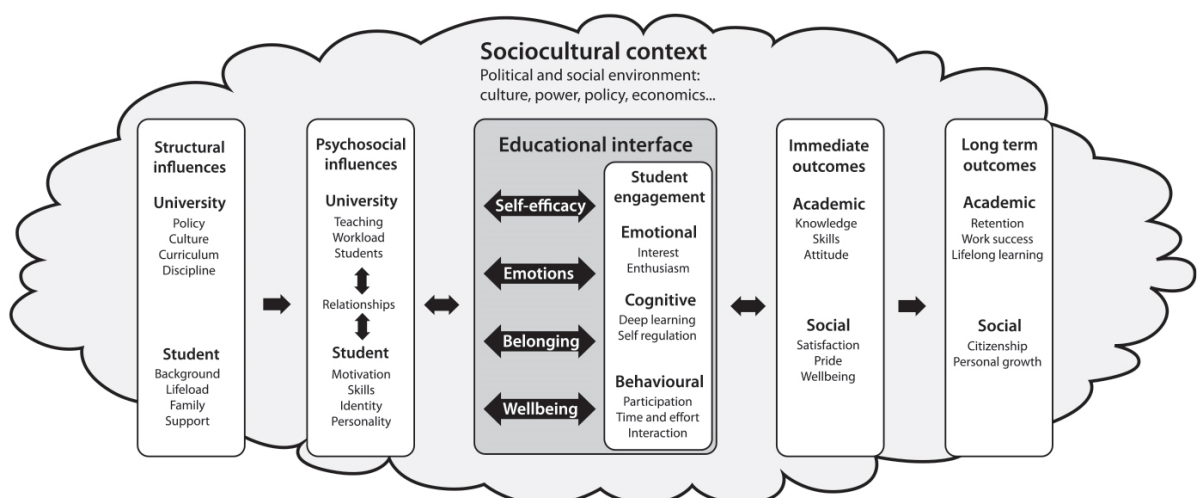 Sociocultural context
Political and social environment:
culture, power, policy, economics...
Structural
influences
University
Policy
Culture
Curriculum
Discipline
Student
Background
Lifeload
Family
Support
Psychosocial
influences
University
Teaching
Workload
Students
Relationships
Student
Motivation
Skills
Identity
Personality
Educational interface
Self-efficacy
Emotions
Belonging
Wellbeing
Student
engagement
Emotional
Interest
Enthusiasm
Cognitive
Deep learning
Self regulation
Behavioural
Participation
Time and effort
Interaction
Immediate
outcomes
Academic
Knowledge
Skills
Attitude
Social
Satisfaction
Pride
Wellbeing
Long term
outcomes
Academic
Retention
Work success
Lifelong learning
Social
Citizenship
Personal growth